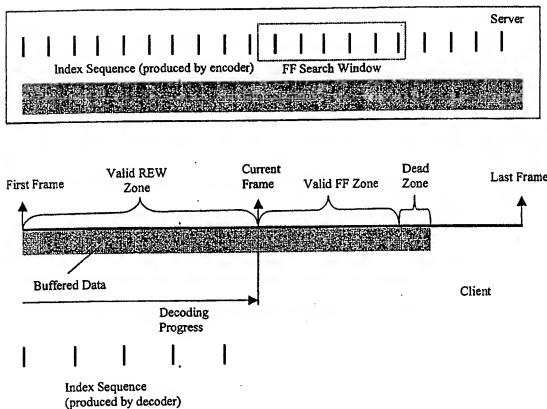 Server
Index Sequence (produced by encoder)
FF Search Window
First Frame
Valid REW
Zone
Current
Frame
Valid FF Zone
Dead
Zone
Last Frame
Buffered Data
Client
Decoding
Progress
Index Sequence
(produced by decoder)